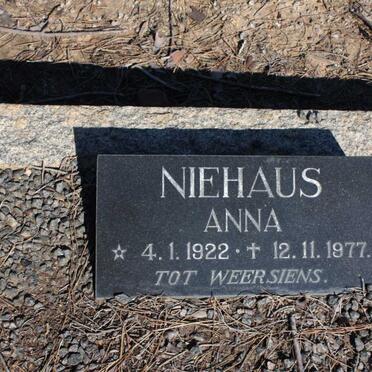 NIEHAUS
ANNA
☆ 4.1.1922 · ✝ 12.11.1977.
TOT WEERSIENS.